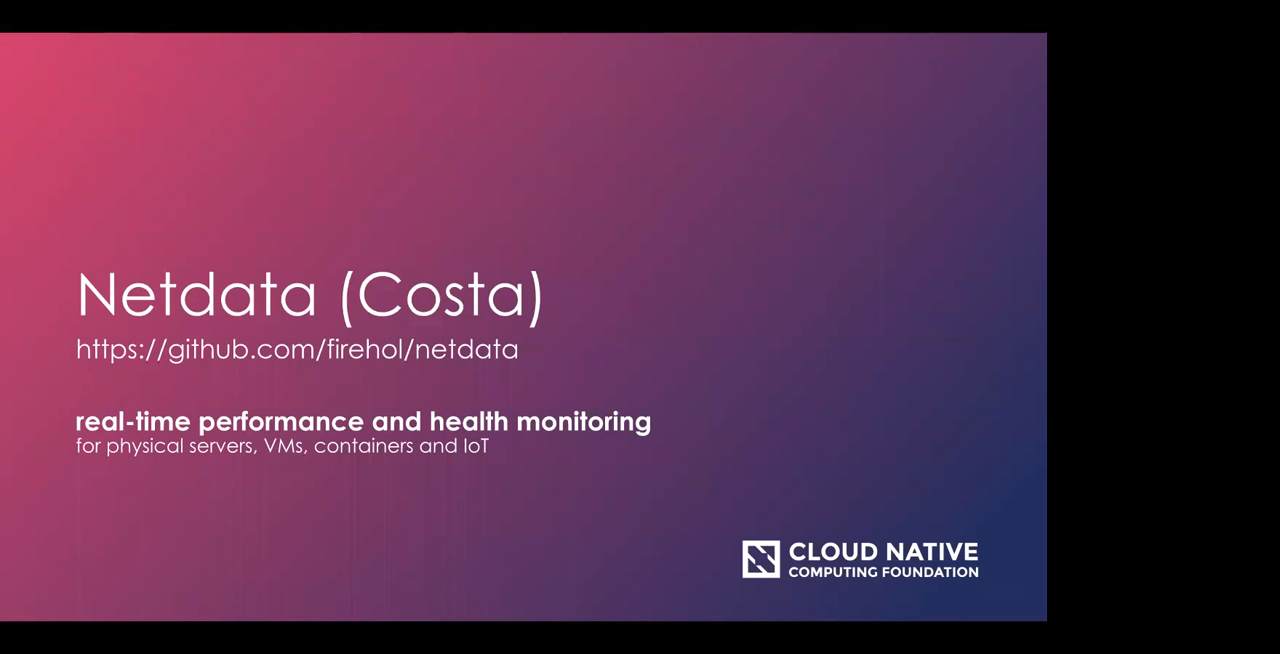 Netdata (Costa)
https://github.com/firehol/netdata
real-time performance and health monitoring
for physical servers, VMs, containers and IoT
CLOUD NATIVE
COMPUTING FOUNDATION